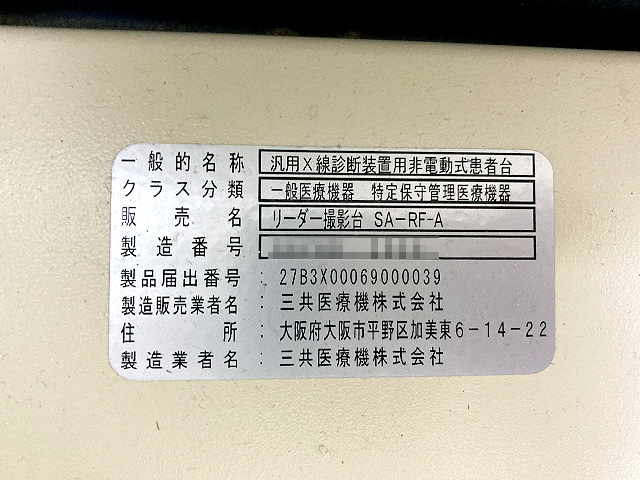 一般的名称 汎用X線診断装置用非電動式患者台
クラス分類 一般医療機器 特定保守管理医療機器
販売名 リーダー撮影台 SA-RF-A
製造番号
製品届出番号 : 27B3X00069000039
製造販売業者名 : 三共医療機株式会社
住所 : 大阪府大阪市平野区加美東6-14-22
製造業者名 : 三共医療機株式会社